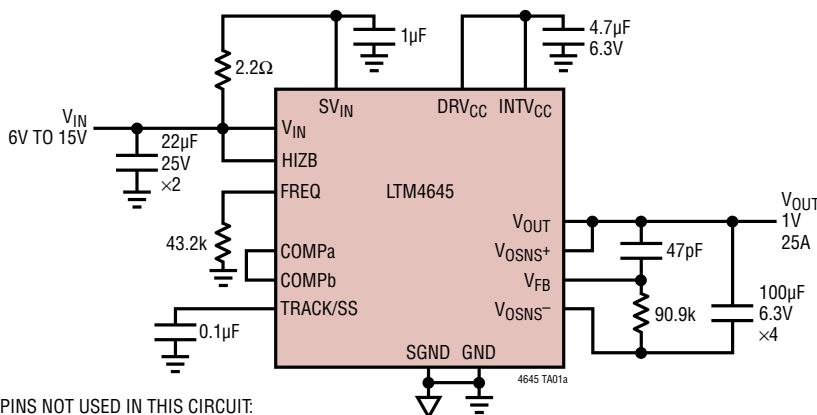 1µF
4.7µF
6.3V
2.2Ω
SVIN
DRVCC
INTVCC
VIN
6V TO 15V
22µF
25V
×2
VIN
HIZB
FREQ
LTM4645
43.2k
COMPa
COMPb
TRACK/SS
0.1µF
VOUT
VOSNS+
VFB
VOSNS–
VOUT
1V
25A
47pF
90.9k
100µF
6.3V
×4
SGND
GND
4645 TA01a
PINS NOT USED IN THIS CIRCUIT: